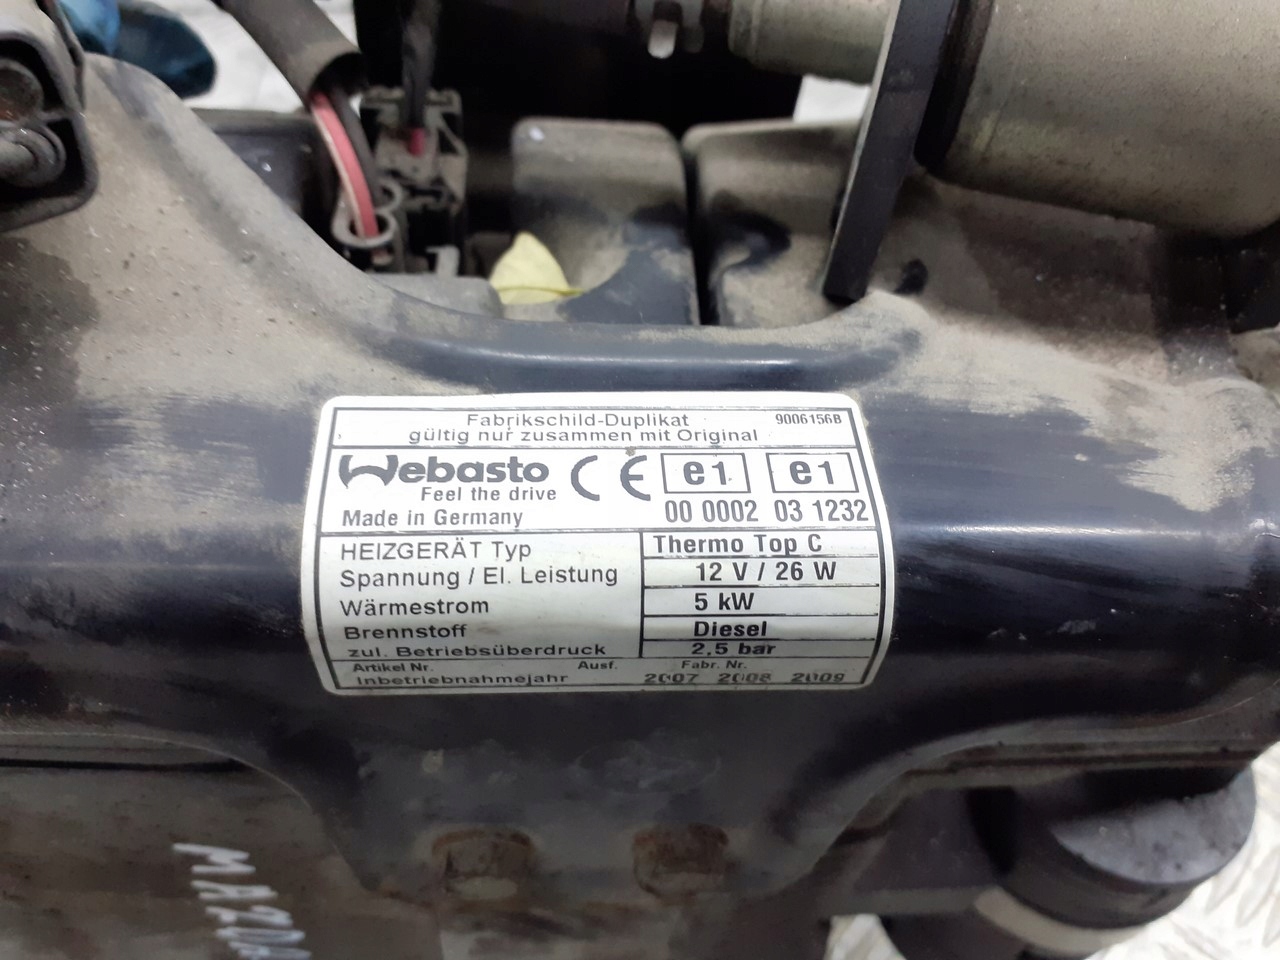 Fabrikschild-Duplikat 9006156B
gültig nur zusammen mit Original
Webasto CE e1 e1
Feel the drive
Made in Germany 00 0002 03 1232
HEIZGERÄT Typ Thermo Top C
Spannung / El. Leistung 12 V / 26 W
Wärmestrom 5 kW
Brennstoff Diesel
zul. Betriebsüberdruck 2,5 bar
Artikel Nr. Ausf. Fabr. Nr.
Inbetriebnahmejahr 2007 2008 2009